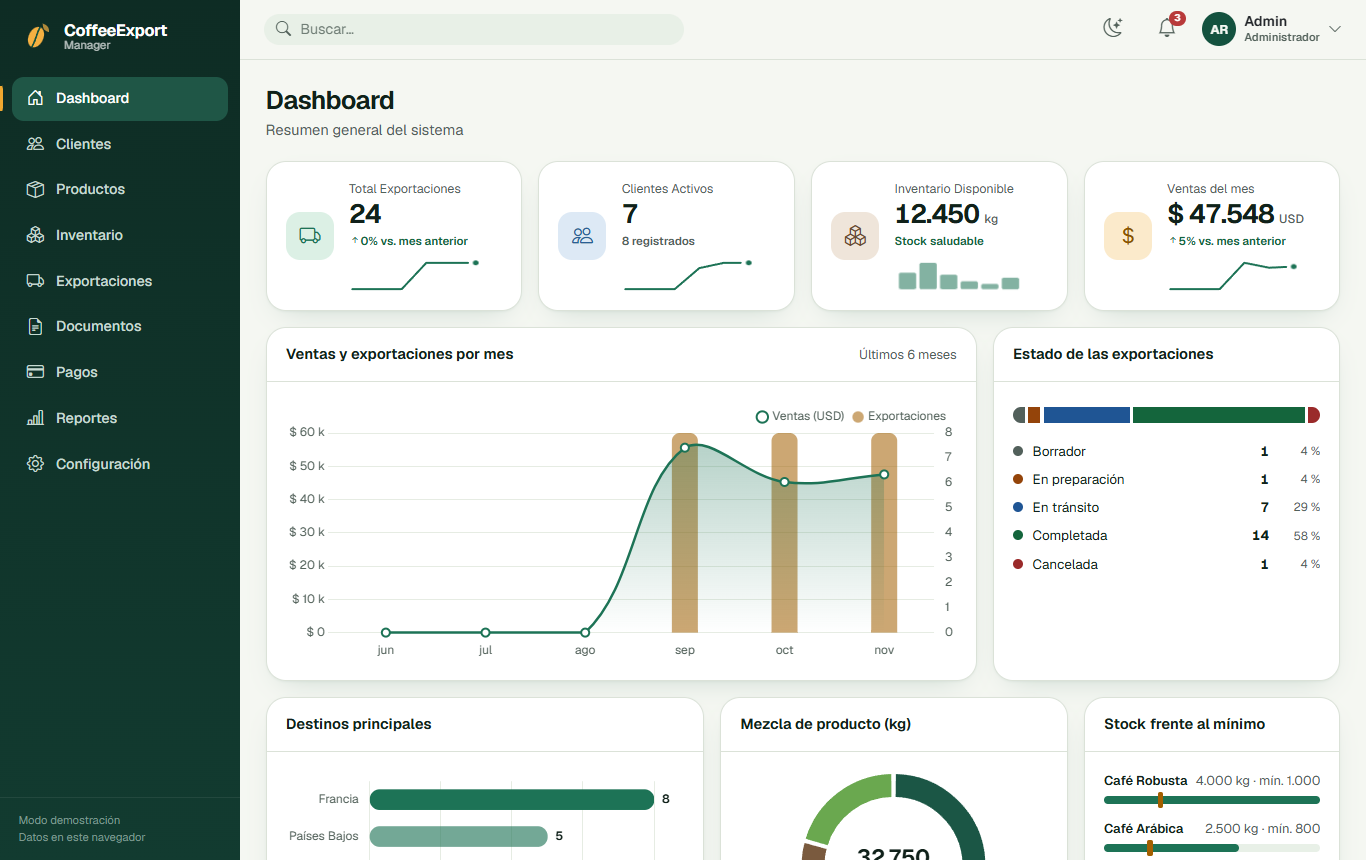 CoffeeExport
Manager
Dashboard
Clientes
Productos
Inventario
Exportaciones
Documentos
Pagos
Reportes
Configuración
Modo demostración
Datos en este navegador
Buscar...
3
AR
Admin
Administrador
Dashboard
Resumen general del sistema
Total Exportaciones
24
↑ 0% vs. mes anterior
Clientes Activos
7
8 registrados
Inventario Disponible
12.450 kg
Stock saludable
Ventas del mes
$ 47.548 USD
↑ 5% vs. mes anterior
Ventas y exportaciones por mes
Últimos 6 meses
Ventas (USD) Exportaciones
$ 60 k 8
7
$ 50 k
6
$ 40 k
5
$ 30 k 4
3
$ 20 k
2
$ 10 k
1
$ 0 0
jun jul ago sep oct nov
Estado de las exportaciones
Borrador 1 4 %
En preparación 1 4 %
En tránsito 7 29 %
Completada 14 58 %
Cancelada 1 4 %
Destinos principales
Francia 8
Países Bajos 5
Mezcla de producto (kg)
32.750
Stock frente al mínimo
Café Robusta 4.000 kg · mín. 1.000
Café Arábica 2.500 kg · mín. 800